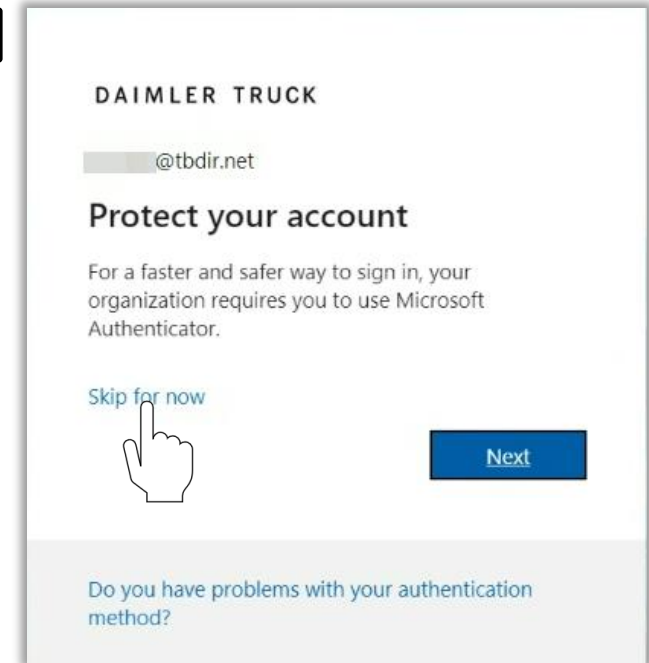 DAIMLER TRUCK
@tbdir.net
Protect your account
For a faster and safer way to sign in, your
organization requires you to use Microsoft
Authenticator.
Skip for now
Next
Do you have problems with your authentication
method?